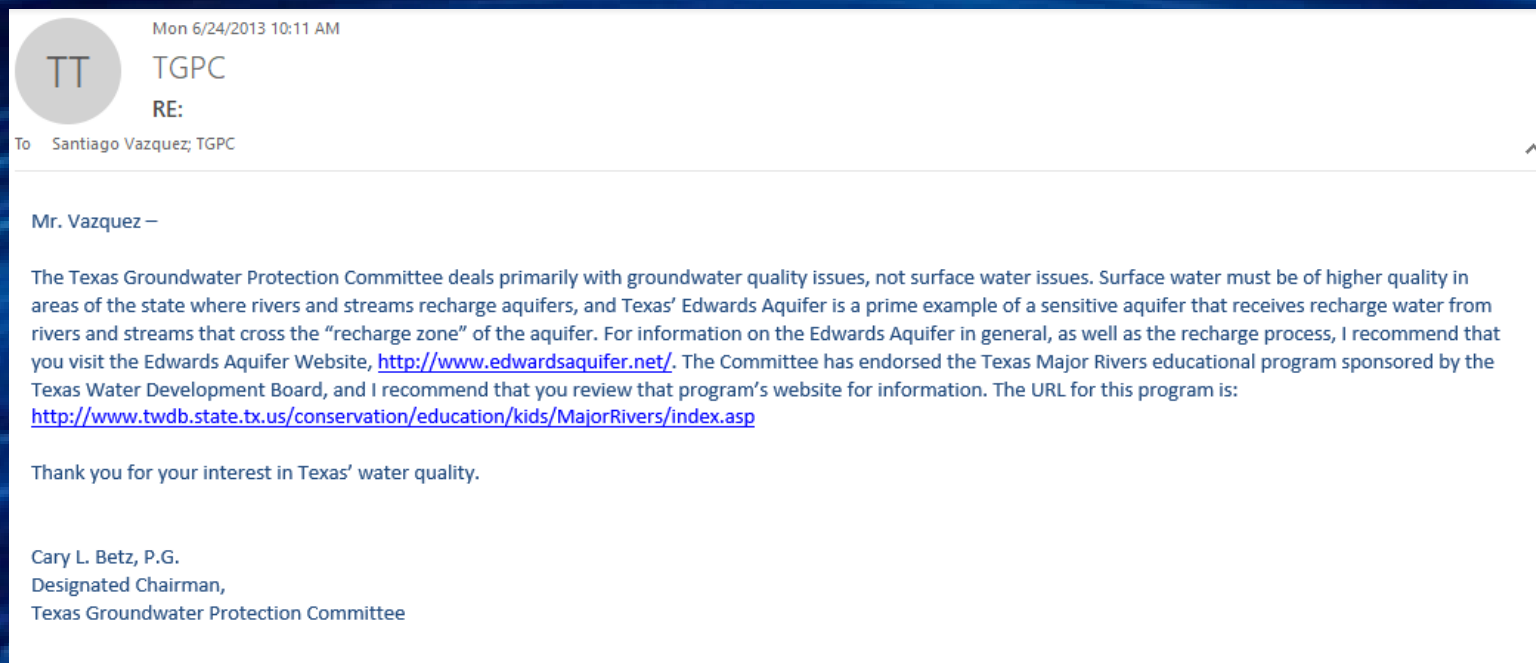 Mon 6/24/2013 10:11 AM
TT
TGPC
RE:
To Santiago Vazquez; TGPC
Mr. Vazquez –
The Texas Groundwater Protection Committee deals primarily with groundwater quality issues, not surface water issues. Surface water must be of higher quality in
areas of the state where rivers and streams recharge aquifers, and Texas’ Edwards Aquifer is a prime example of a sensitive aquifer that receives recharge water from
rivers and streams that cross the “recharge zone” of the aquifer. For information on the Edwards Aquifer in general, as well as the recharge process, I recommend that
you visit the Edwards Aquifer Website, http://www.edwardsaquifer.net/. The Committee has endorsed the Texas Major Rivers educational program sponsored by the
Texas Water Development Board, and I recommend that you review that program’s website for information. The URL for this program is:
http://www.twdb.state.tx.us/conservation/education/kids/MajorRivers/index.asp
Thank you for your interest in Texas’ water quality.
Cary L. Betz, P.G.
Designated Chairman,
Texas Groundwater Protection Committee